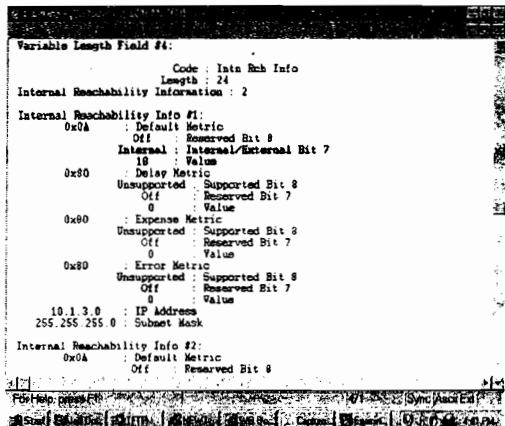 Variable Length Field #4:
Code : Intn Rch Info
Length : 24
Internal Reachability Information : 2
Internal Reachability Info #1:
0x0A : Default Metric
Off : Reserved Bit 8
Internal : Internal/External Bit 7
10 : Value
0x80 : Delay Metric
Unsupported : Supported Bit 8
Off : Reserved Bit 7
0 : Value
0x80 : Expense Metric
Unsupported : Supported Bit 8
Off : Reserved Bit 7
0 : Value
0x80 : Error Metric
Unsupported : Supported Bit 8
Off : Reserved Bit 7
0 : Value
10.1.3.0 : IP Address
255.255.255.0 : Subnet Mask
Internal Reachability Info #2:
0x0A : Default Metric
Off : Reserved Bit 8
For Help, press F1
Sync
Start